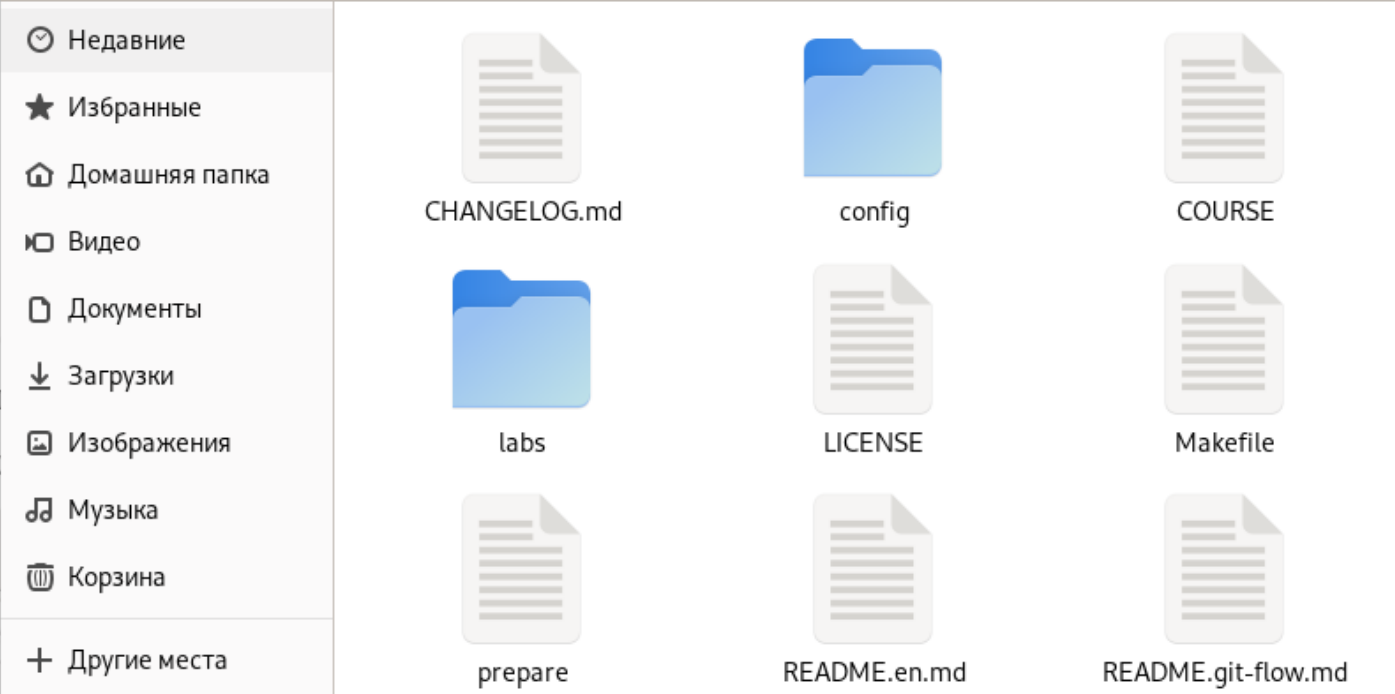 Недавние
Избранные
Домашняя папка
Видео
Документы
Загрузки
Изображения
Музыка
Корзина
Другие места
CHANGELOG.md
config
COURSE
labs
LICENSE
Makefile
prepare
README.en.md
README.git-flow.md